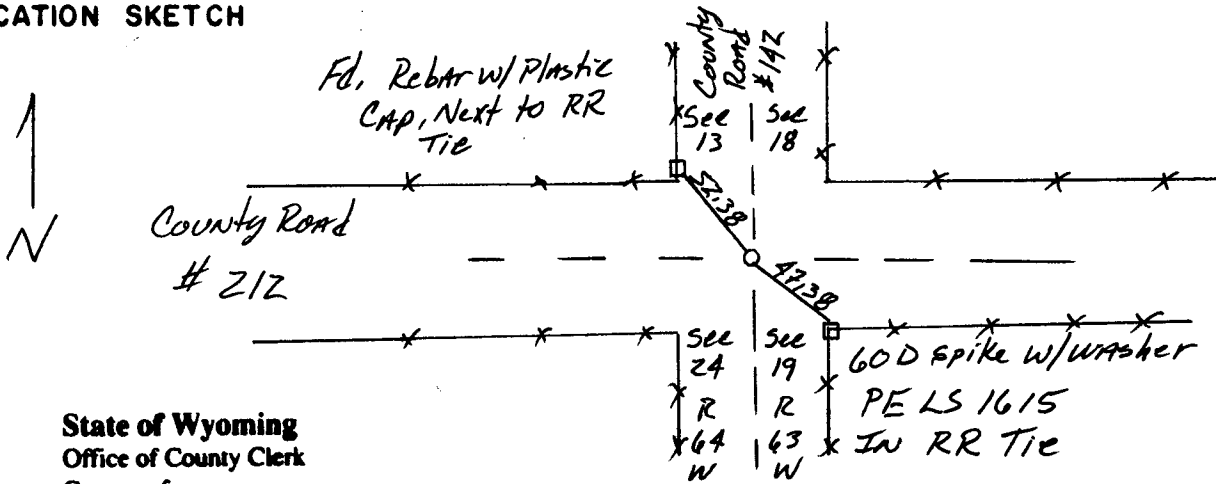 CATION SKETCH
Fd. Rebar w/ Plastic
Cap, Next to RR
Tie
County
Road
#142
Sec
13
Sec
18
N
County Road
# 212
52.38
47.38
Sec
24
R
64
W
Sec
19
R
63
W
60D Spike w/ washer
PE LS 1615
In RR Tie
State of Wyoming
Office of County Clerk